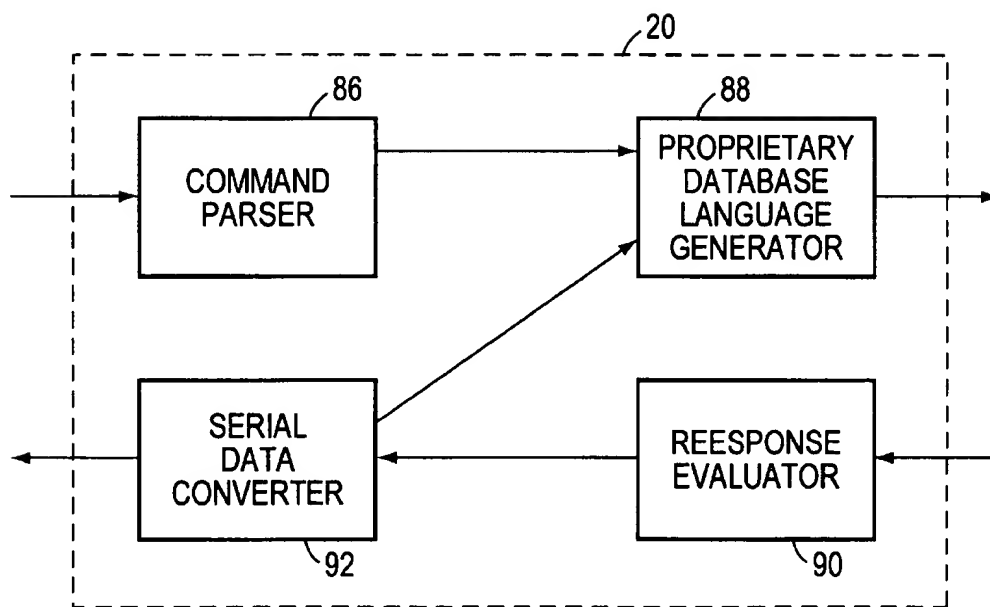 20
86
88
COMMAND
PARSER
PROPRIETARY
DATABASE
LANGUAGE
GENERATOR
SERIAL
DATA
CONVERTER
REESPONSE
EVALUATOR
92
90